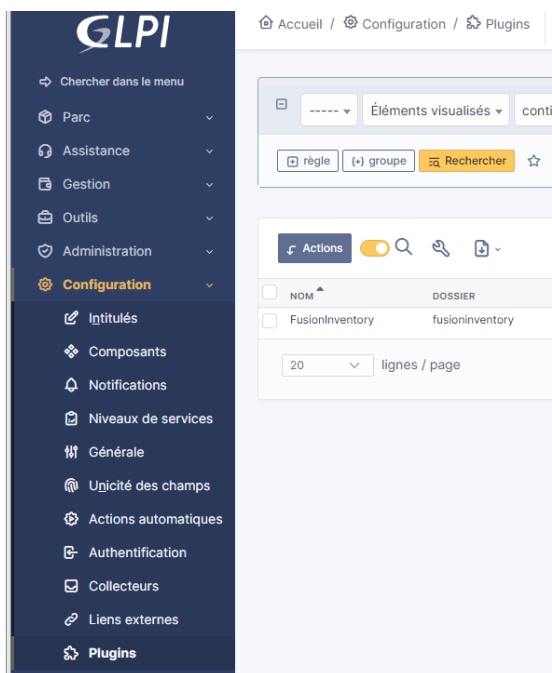 GLPI
Accueil / Configuration / Plugins
Chercher dans le menu
Parc
Assistance
Gestion
Outils
Administration
Configuration
Intitulés
Composants
Notifications
Niveaux de services
Générale
Unicité des champs
Actions automatiques
Authentification
Collecteurs
Liens externes
Plugins
----- Éléments visualisés conti
règle (+) groupe Rechercher
Actions
NOM DOSSIER
FusionInventory fusioninventory
20 lignes / page